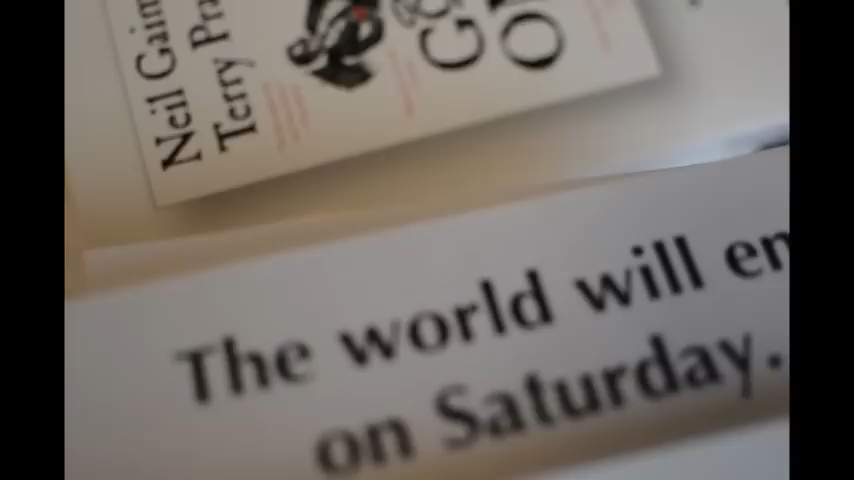 Neil Gaim
Terry Pra
G
O
The world will en
on Saturday.